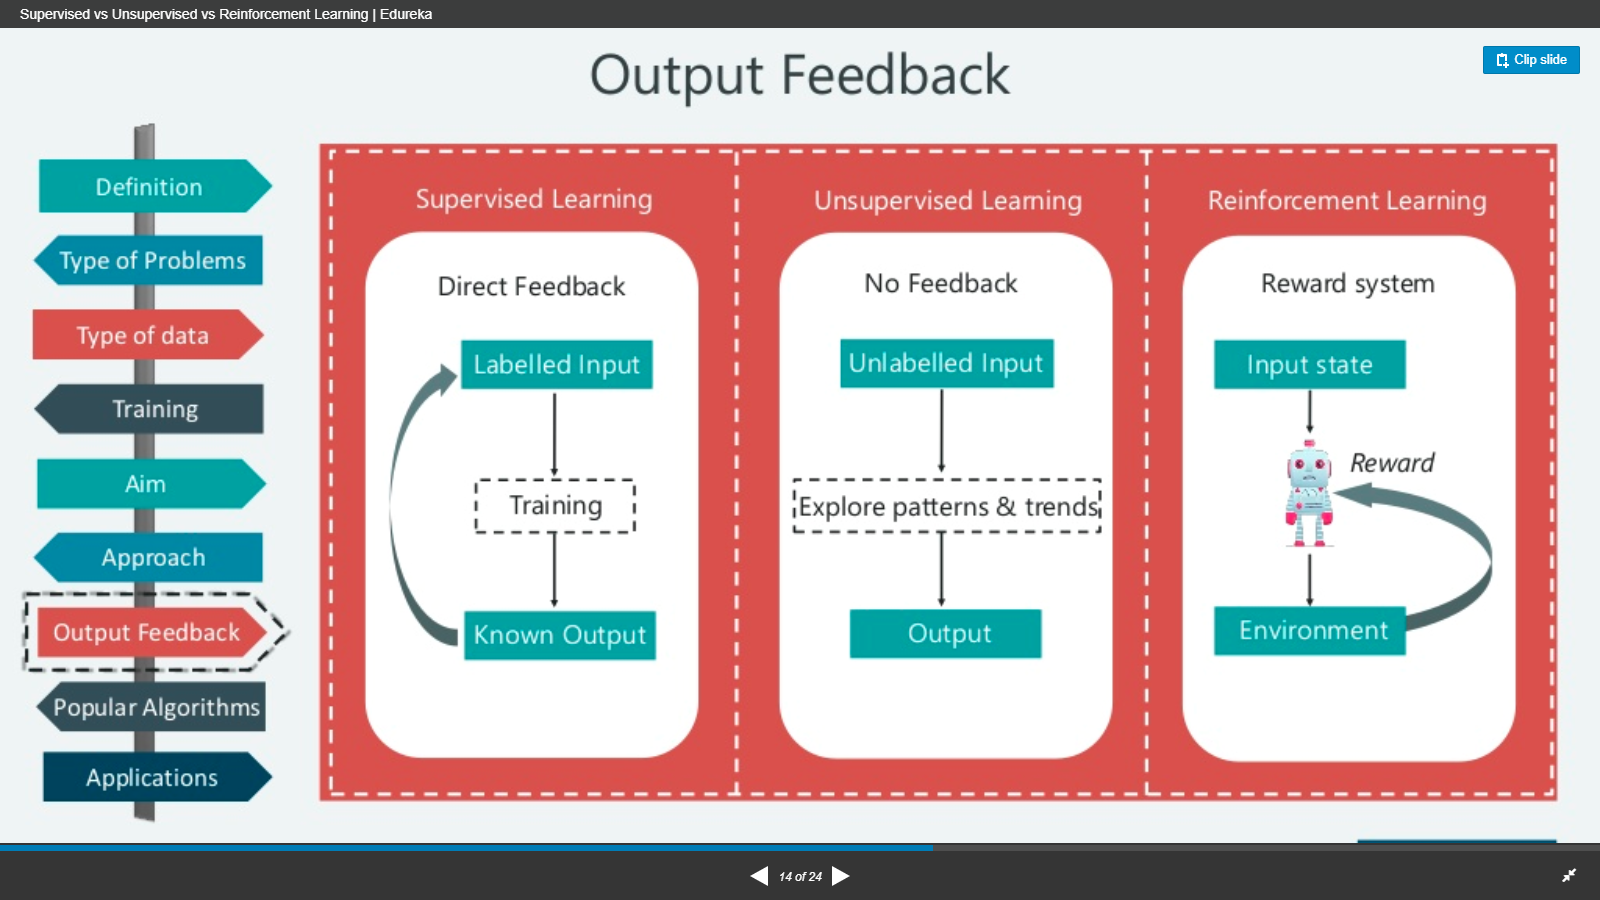 Supervised vs Unsupervised vs Reinforcement Learning | Edureka
Output Feedback
Clip slide
Definition
Type of Problems
Type of data
Training
Aim
Approach
Output Feedback
Popular Algorithms
Applications
Supervised Learning
Direct Feedback
Labelled Input
Training
Known Output
Unsupervised Learning
No Feedback
Unlabelled Input
Explore patterns & trends
Output
Reinforcement Learning
Reward system
Input state
Reward
Environment
14 of 24